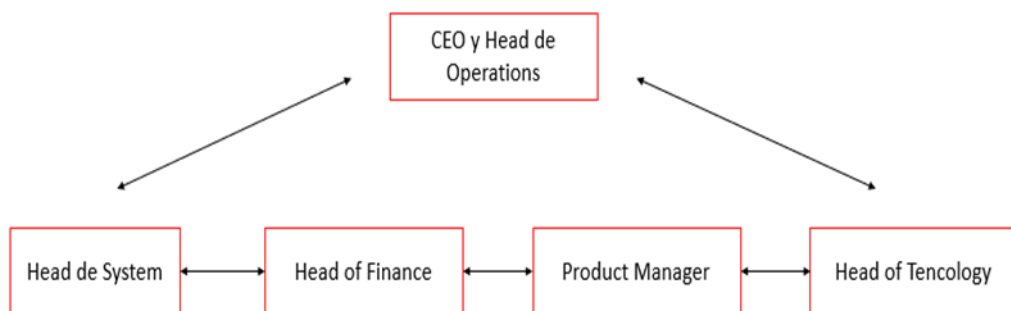 CEO y Head de
Operations
Head de System
Head of Finance
Product Manager
Head of Tencology